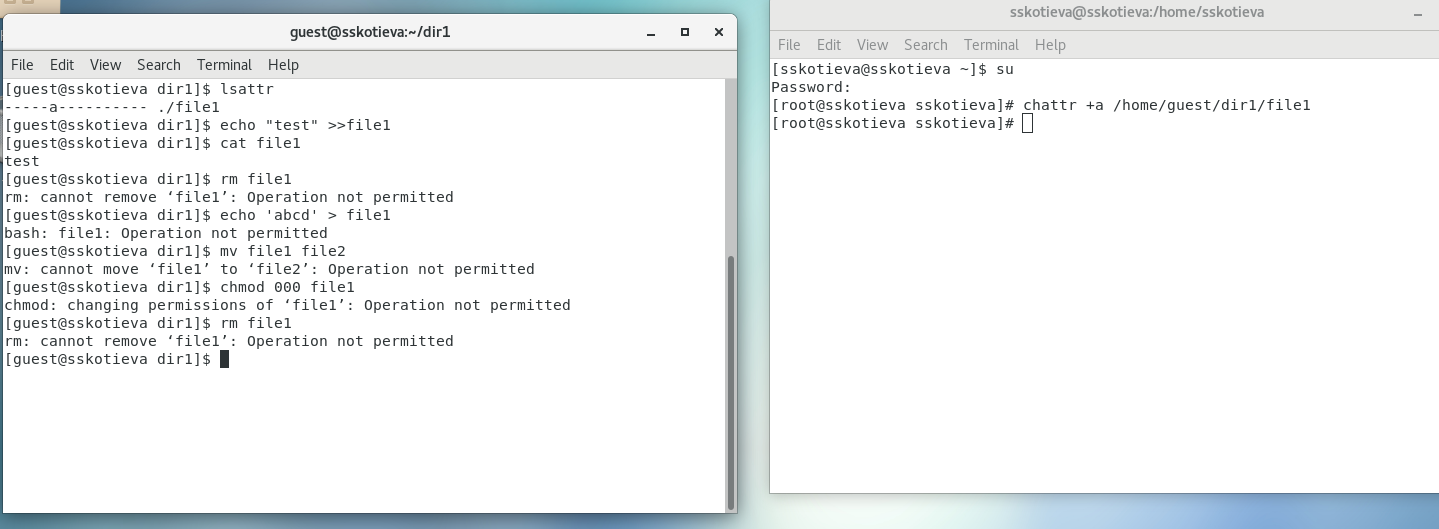 guest@sskotieva:~/dir1
File Edit View Search Terminal Help
[guest@sskotieva dir1]$ lsattr
-----a---------- ./file1
[guest@sskotieva dir1]$ echo "test" >>file1
[guest@sskotieva dir1]$ cat file1
test
[guest@sskotieva dir1]$ rm file1
rm: cannot remove ‘file1’: Operation not permitted
[guest@sskotieva dir1]$ echo 'abcd' > file1
bash: file1: Operation not permitted
[guest@sskotieva dir1]$ mv file1 file2
mv: cannot move ‘file1’ to ‘file2’: Operation not permitted
[guest@sskotieva dir1]$ chmod 000 file1
chmod: changing permissions of ‘file1’: Operation not permitted
[guest@sskotieva dir1]$ rm file1
rm: cannot remove ‘file1’: Operation not permitted
[guest@sskotieva dir1]$
sskotieva@sskotieva:/home/sskotieva
File Edit View Search Terminal Help
[sskotieva@sskotieva ~]$ su
Password:
[root@sskotieva sskotieva]# chattr +a /home/guest/dir1/file1
[root@sskotieva sskotieva]#